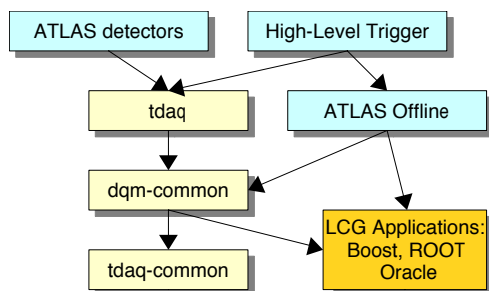 ATLAS detectors
High-Level Trigger
tdaq
ATLAS Offline
dqm-common
LCG Applications:
Boost, ROOT
Oracle
tdaq-common